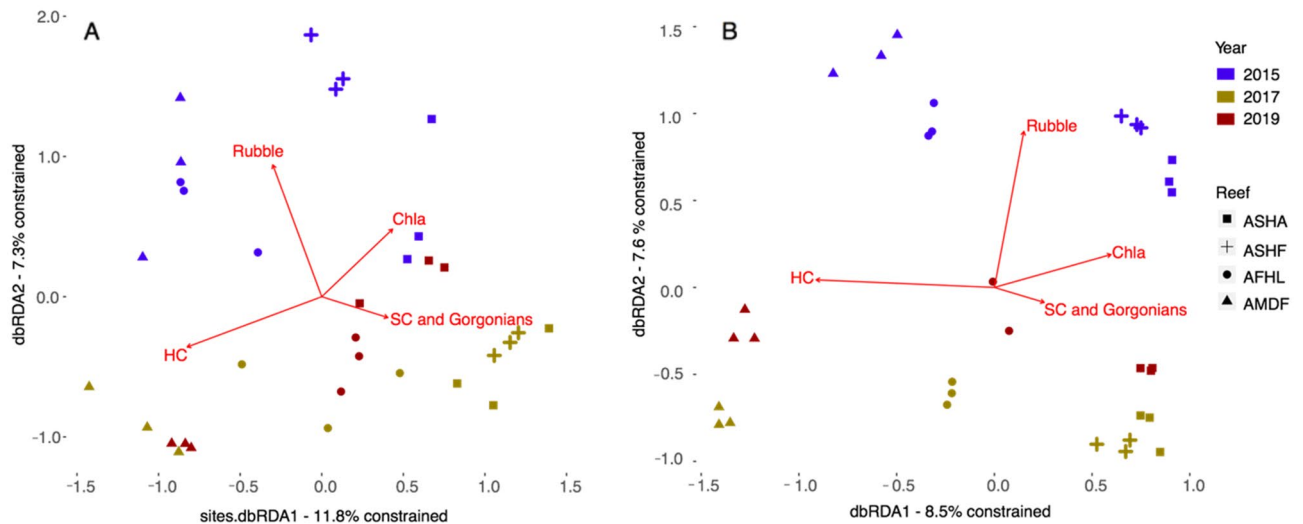 A
2.0
1.0
0.0
-1.0
dbRDA2 - 7.3% constrained
Rubble
Chla
SC and Gorgonians
HC
-1.5 -1.0 -0.5 0.0 0.5 1.0 1.5
sites.dbRDA1 - 11.8% constrained
B
1.5
1.0
0.5
0.0
-0.5
-1.0
dbRDA2 - 7.6 % constrained
Rubble
Chla
HC
SC and Gorgonians
-1.5 -1.0 -0.5 0.0 0.5 1.0
dbRDA1 - 8.5% constrained
Year
2015
2017
2019
Reef
ASHA
ASHF
AFHL
AMDF